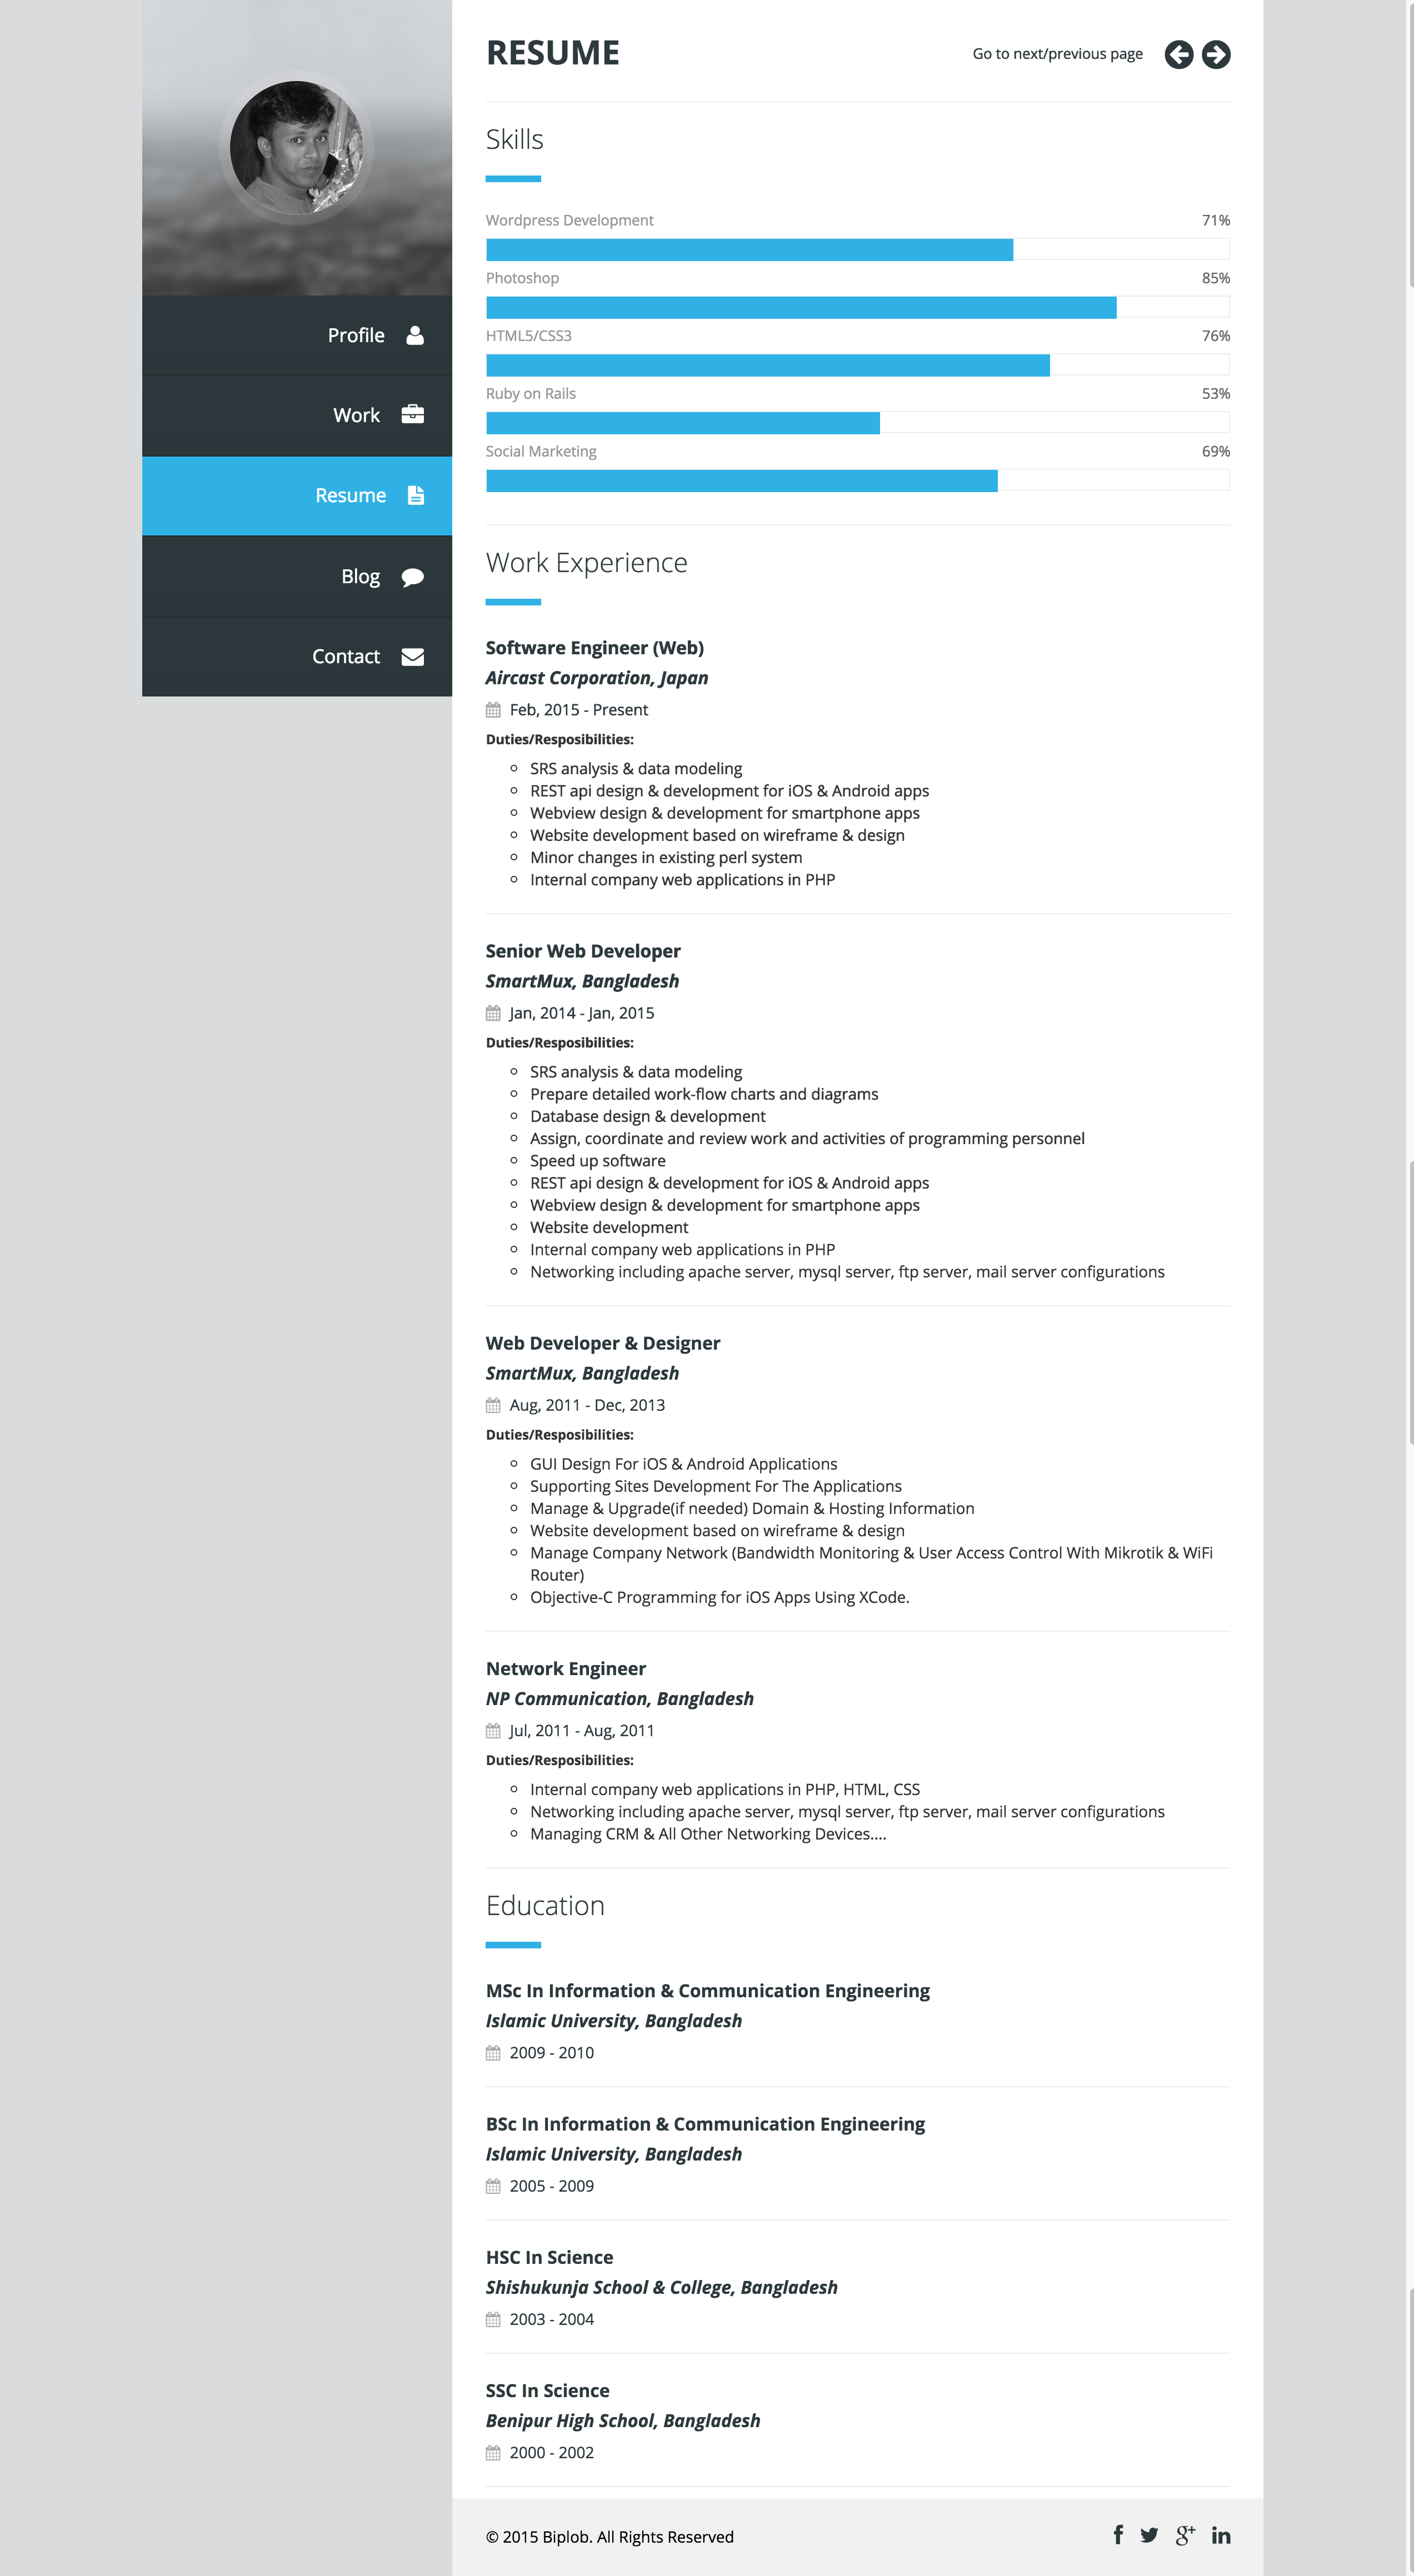 RESUME
Go to next/previous page
Profile
Work
Resume
Blog
Contact
Skills
Wordpress Development 71%
Photoshop 85%
HTML5/CSS3 76%
Ruby on Rails 53%
Social Marketing 69%
Work Experience
Software Engineer (Web)
Aircast Corporation, Japan
Feb, 2015 - Present
Duties/Resposibilities:
SRS analysis & data modeling
REST api design & development for iOS & Android apps
Webview design & development for smartphone apps
Website development based on wireframe & design
Minor changes in existing perl system
Internal company web applications in PHP
Senior Web Developer
SmartMux, Bangladesh
Jan, 2014 - Jan, 2015
Duties/Resposibilities:
SRS analysis & data modeling
Prepare detailed work-flow charts and diagrams
Database design & development
Assign, coordinate and review work and activities of programming personnel
Speed up software
REST api design & development for iOS & Android apps
Webview design & development for smartphone apps
Website development
Internal company web applications in PHP
Networking including apache server, mysql server, ftp server, mail server configurations
Web Developer & Designer
SmartMux, Bangladesh
Aug, 2011 - Dec, 2013
Duties/Resposibilities:
GUI Design For iOS & Android Applications
Supporting Sites Development For The Applications
Manage & Upgrade(if needed) Domain & Hosting Information
Website development based on wireframe & design
Manage Company Network (Bandwidth Monitoring & User Access Control With Mikrotik & WiFi
Router)
Objective-C Programming for iOS Apps Using XCode.
Network Engineer
NP Communication, Bangladesh
Jul, 2011 - Aug, 2011
Duties/Resposibilities:
Internal company web applications in PHP, HTML, CSS
Networking including apache server, mysql server, ftp server, mail server configurations
Managing CRM & All Other Networking Devices....
Education
MSc In Information & Communication Engineering
Islamic University, Bangladesh
2009 - 2010
BSc In Information & Communication Engineering
Islamic University, Bangladesh
2005 - 2009
HSC In Science
Shishukunja School & College, Bangladesh
2003 - 2004
SSC In Science
Benipur High School, Bangladesh
2000 - 2002
© 2015 Biplob. All Rights Reserved